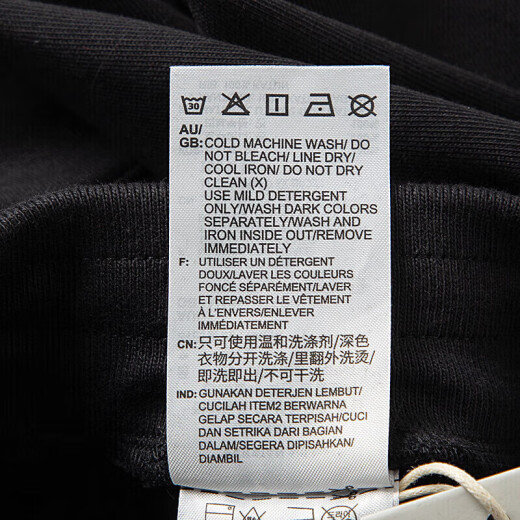 30
AU/
GB: COLD MACHINE WASH/ DO
NOT BLEACH/ LINE DRY/
COOL IRON/ DO NOT DRY
CLEAN (X)
USE MILD DETERGENT
ONLY/WASH DARK COLORS
SEPARATELY/WASH AND
IRON INSIDE OUT/REMOVE
IMMEDIATELY
F: UTILISER UN DÉTERGENT
DOUX/LAVER LES COULEURS
FONCÉ SÉPARÉMENT/LAVER
ET REPASSER LE VÊTEMENT
À L'ENVERS/ENLEVER
IMMÉDIATEMENT
CN: 只可使用温和洗涤剂/深色
衣物分开洗涤/里翻外洗烫/
即洗即出/不可干洗
IND: GUNAKAN DETERJEN LEMBUT/
CUCILAH ITEM2 BERWARNA
GELAP SECARA TERPISAH/CUCI
DAN SETRIKA DARI BAGIAN
DALAM/SEGERA DIPISAHKAN/
DIAMBIL
드라이